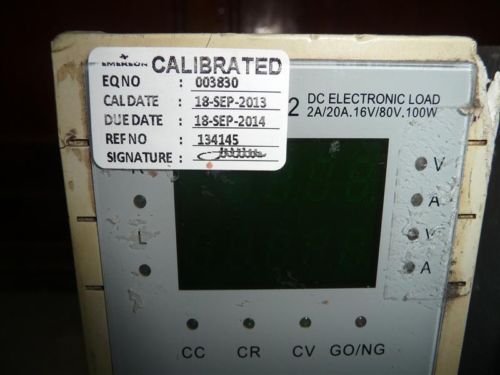 EMERSON CALIBRATED
EQ NO : 003830
CAL DATE : 18-SEP-2013
DUE DATE : 18-SEP-2014
REF NO : 134145
SIGNATURE :
2 DC ELECTRONIC LOAD
2A/20A.16V/80V.100W
V
A
L V
A
CC CR CV GO/NG